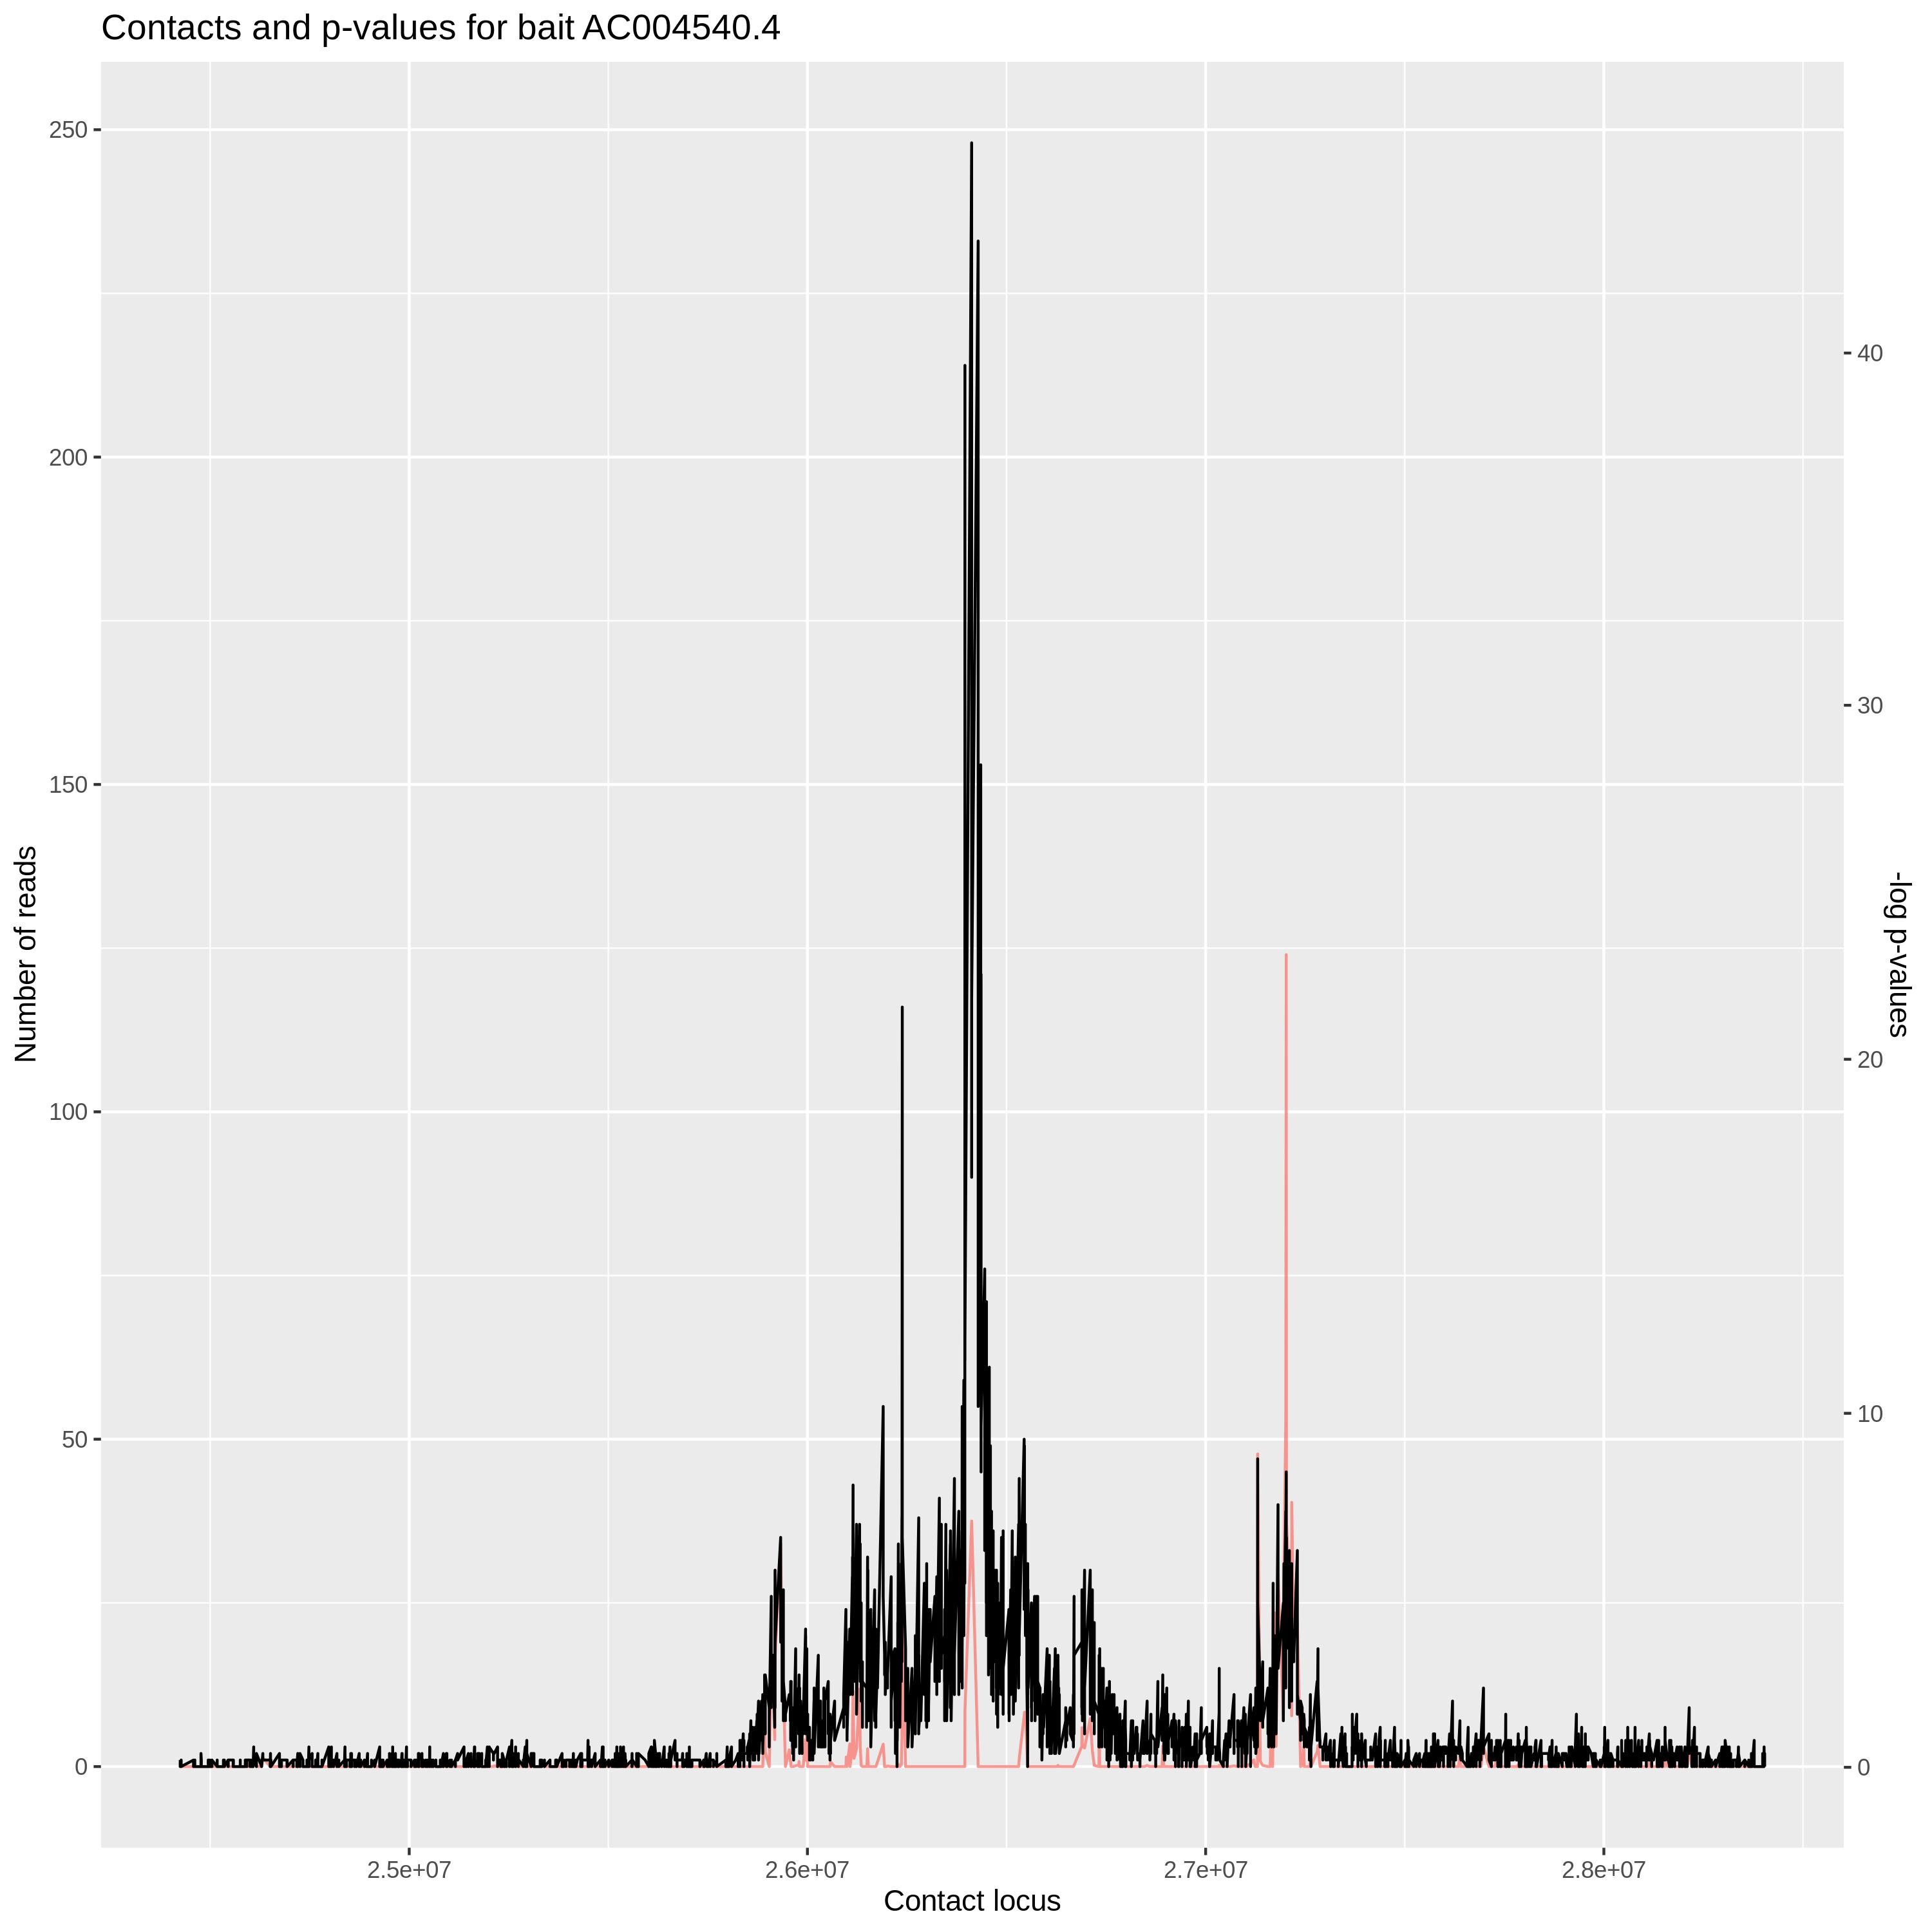 Contacts and p-values for bait AC004540.4
250
200
150
100
50
0
Number of reads
40
30
20
10
0
-log p-values
2.5e+07
2.6e+07
2.7e+07
2.8e+07
Contact locus